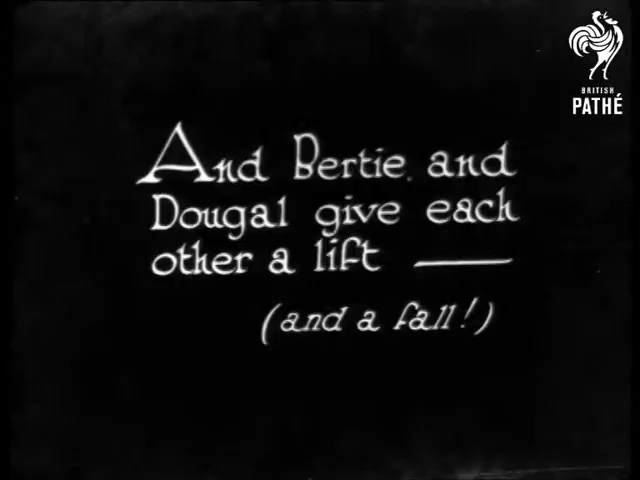 BRITISH
PATHÉ
And Bertie and
Dougal give each
other a lift —
(and a fall!)